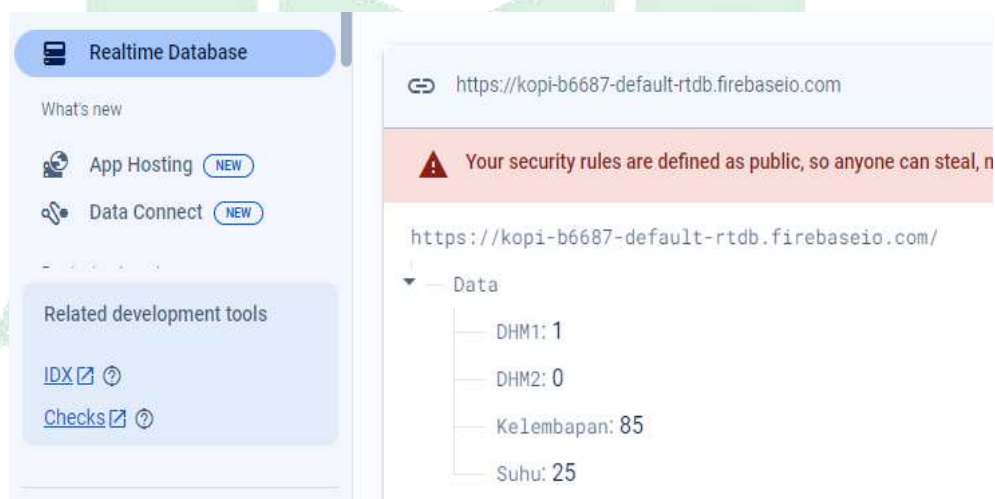 Realtime Database
What's new
App Hosting NEW
Data Connect NEW
Related development tools
IDX
Checks
https://kopi-b6687-default-rtdb.firebaseio.com
Your security rules are defined as public, so anyone can steal,
https://kopi-b6687-default-rtdb.firebaseio.com/
Data
DHM1: 1
DHM2: 0
Kelembapan: 85
Suhu: 25